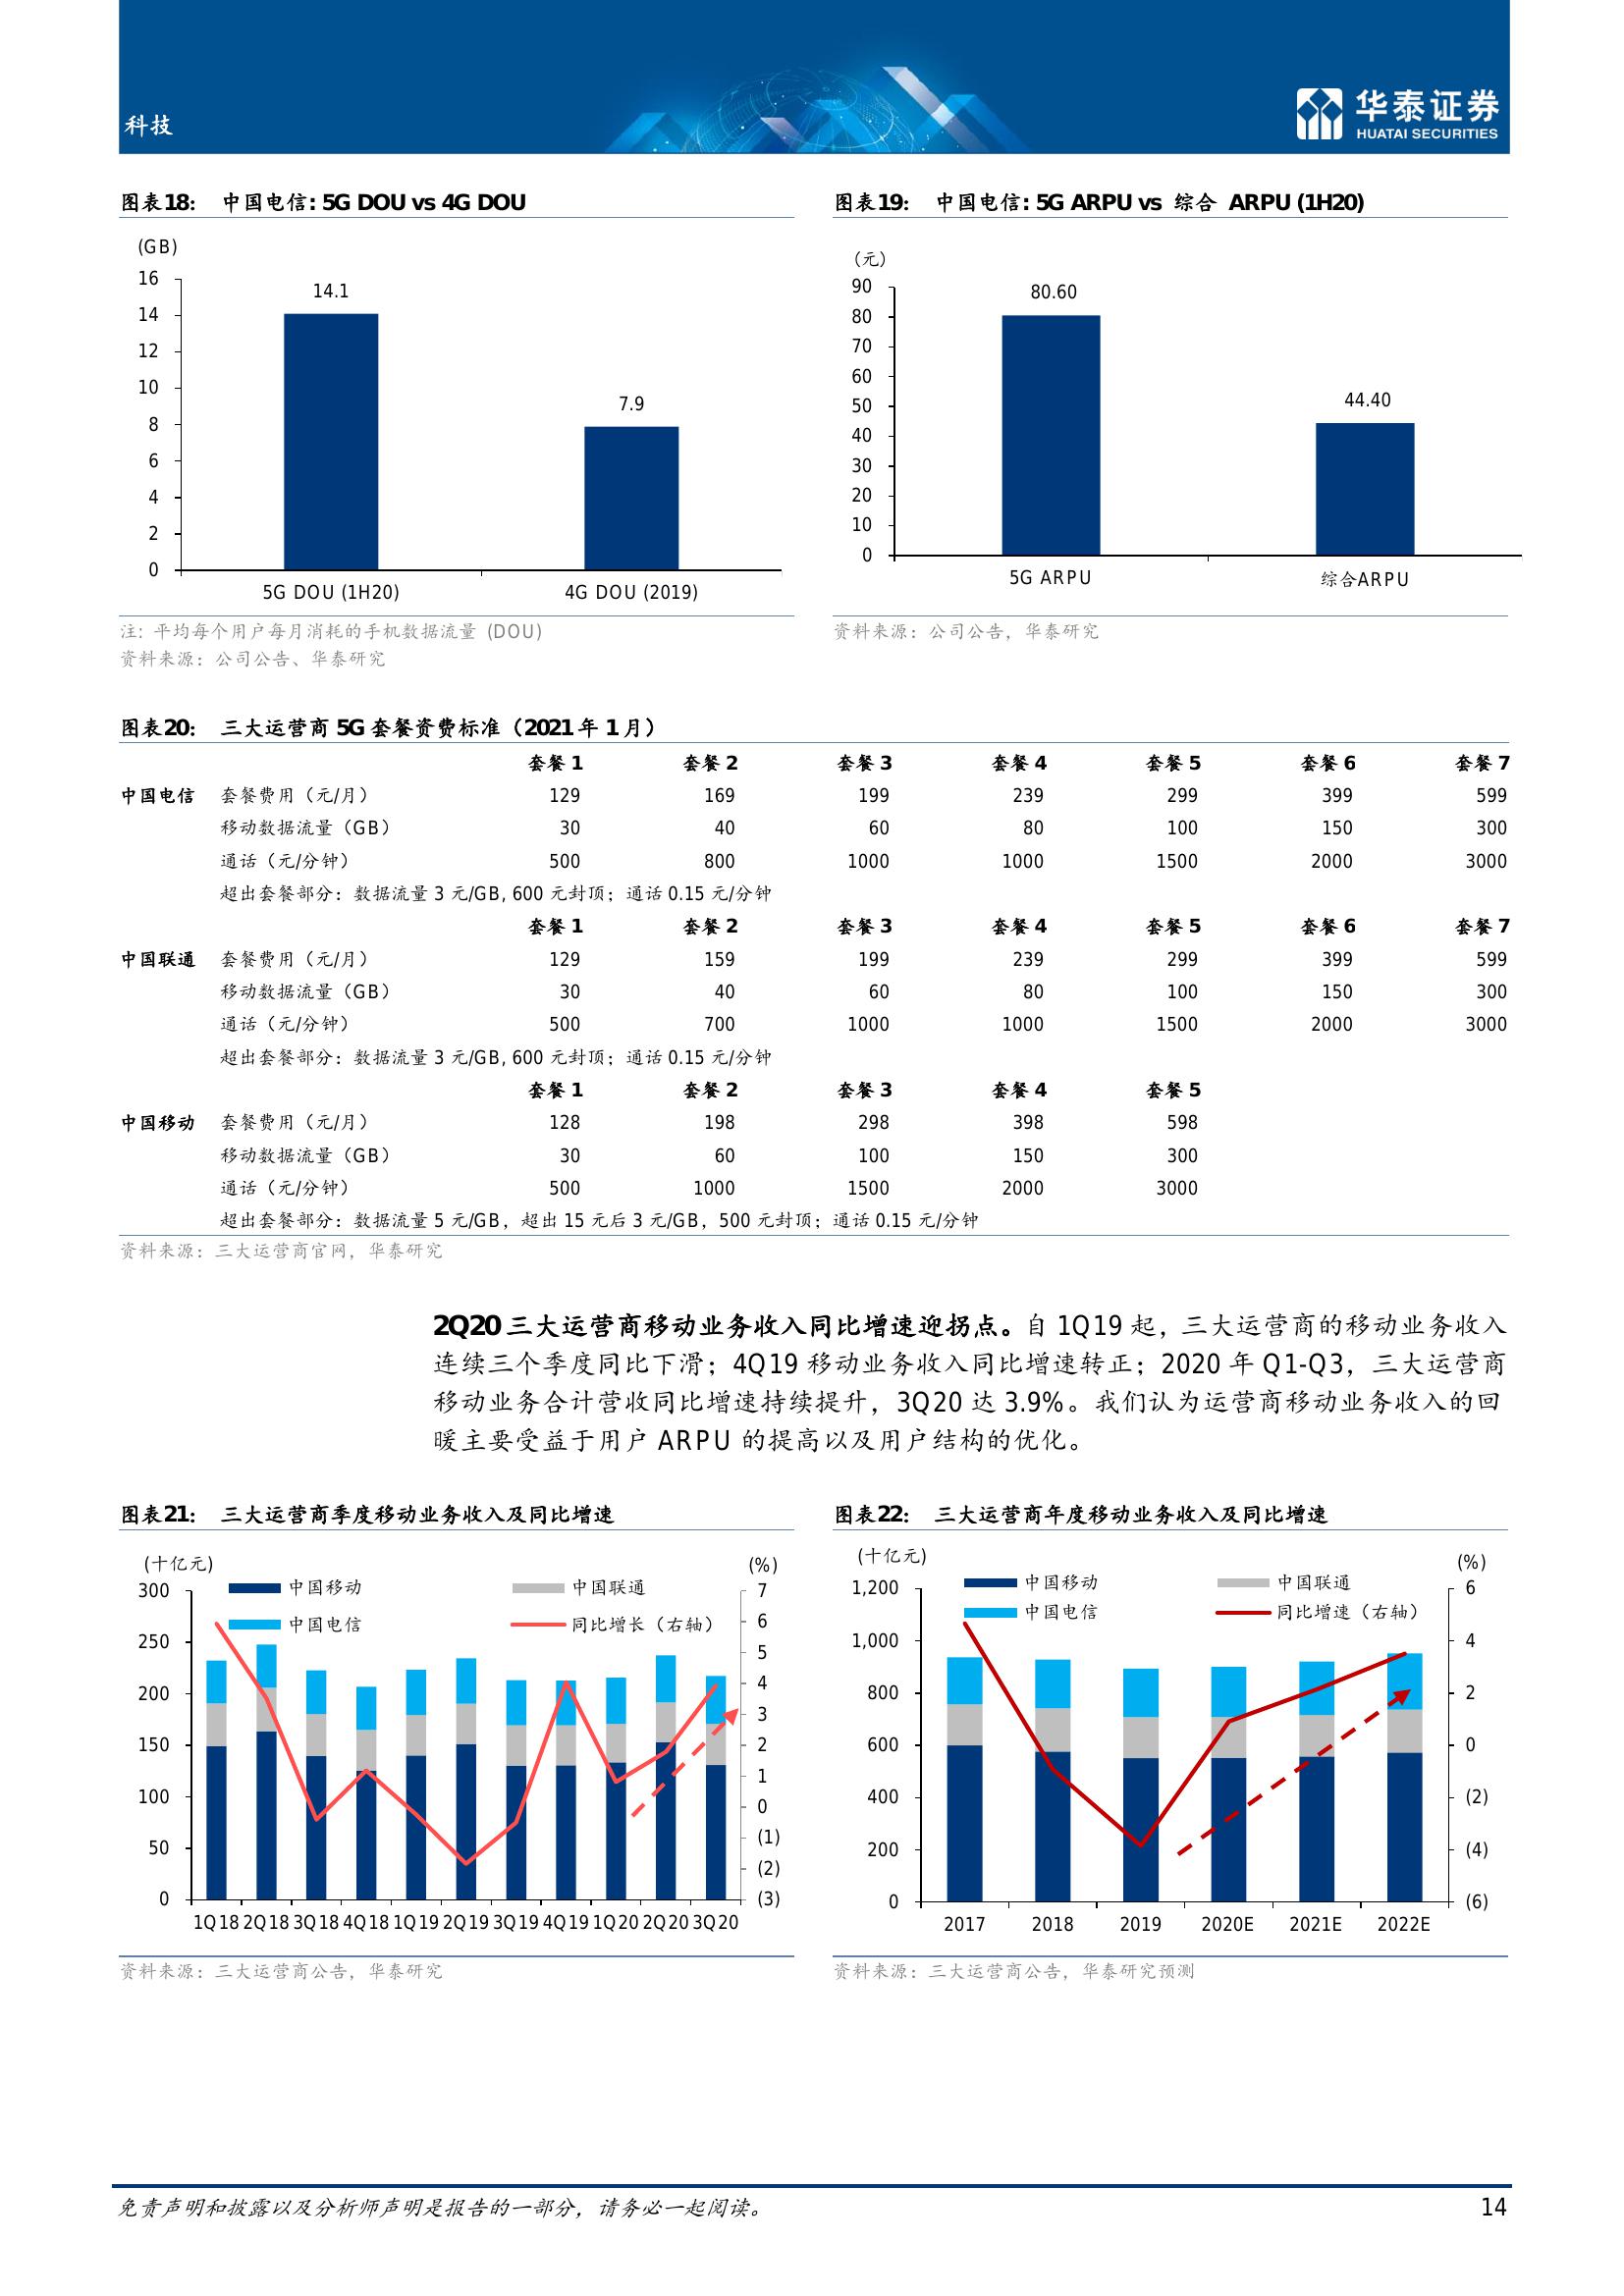 科技
华泰证券
HUATAI SECURITIES
图表18： 中国电信: 5G DOU vs 4G DOU
(GB)
16
14
12
10
8
6
4
2
0
14.1
7.9
5G DOU (1H20)
4G DOU (2019)
注: 平均每个用户每月消耗的手机数据流量 (DOU)
资料来源：公司公告、华泰研究
图表19： 中国电信: 5G ARPU vs 综合 ARPU (1H20)
(元)
90
80
70
60
50
40
30
20
10
0
80.60
44.40
5G ARPU
综合ARPU
资料来源：公司公告，华泰研究
图表20： 三大运营商 5G 套餐资费标准（2021 年 1 月）
套餐 1 套餐 2 套餐 3 套餐 4 套餐 5 套餐 6 套餐 7
中国电信 套餐费用（元/月） 129 169 199 239 299 399 599
移动数据流量（GB） 30 40 60 80 100 150 300
通话（元/分钟） 500 800 1000 1000 1500 2000 3000
超出套餐部分：数据流量 3 元/GB, 600 元封顶；通话 0.15 元/分钟
套餐 1 套餐 2 套餐 3 套餐 4 套餐 5 套餐 6 套餐 7
中国联通 套餐费用（元/月） 129 159 199 239 299 399 599
移动数据流量（GB） 30 40 60 80 100 150 300
通话（元/分钟） 500 700 1000 1000 1500 2000 3000
超出套餐部分：数据流量 3 元/GB, 600 元封顶；通话 0.15 元/分钟
套餐 1 套餐 2 套餐 3 套餐 4 套餐 5
中国移动 套餐费用（元/月） 128 198 298 398 598
移动数据流量（GB） 30 60 100 150 300
通话（元/分钟） 500 1000 1500 2000 3000
超出套餐部分：数据流量 5 元/GB，超出 15 元后 3 元/GB，500 元封顶；通话 0.15 元/分钟
资料来源：三大运营商官网，华泰研究
2Q20 三大运营商移动业务收入同比增速迎拐点。自 1Q19 起，三大运营商的移动业务收入
连续三个季度同比下滑；4Q19 移动业务收入同比增速转正；2020 年 Q1-Q3，三大运营商
移动业务合计营收同比增速持续提升，3Q20 达 3.9%。我们认为运营商移动业务收入的回
暖主要受益于用户 ARPU 的提高以及用户结构的优化。
图表21： 三大运营商季度移动业务收入及同比增速
(十亿元)
(%)
中国移动
中国联通
中国电信
同比增长（右轴）
300
250
200
150
100
50
0
7
6
5
4
3
2
1
0
(1)
(2)
(3)
1Q18 2Q18 3Q18 4Q18 1Q19 2Q19 3Q19 4Q19 1Q20 2Q20 3Q20
资料来源：三大运营商公告，华泰研究
图表22： 三大运营商年度移动业务收入及同比增速
(十亿元)
(%)
中国移动
中国联通
中国电信
同比增速（右轴）
1,200
1,000
800
600
400
200
0
6
4
2
0
(2)
(4)
(6)
2017 2018 2019 2020E 2021E 2022E
资料来源：三大运营商公告，华泰研究预测
免责声明和披露以及分析师声明是报告的一部分，请务必一起阅读。
14